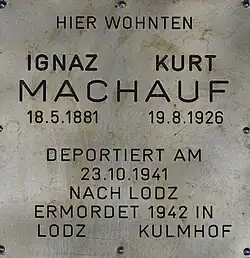 HIER WOHNTEN
IGNAZ KURT
MACHAUF
18.5.1881 19.8.1926
DEPORTIERT AM
23.10.1941
NACH LODZ
ERMORDET 1942 IN
LODZ KULMHOF